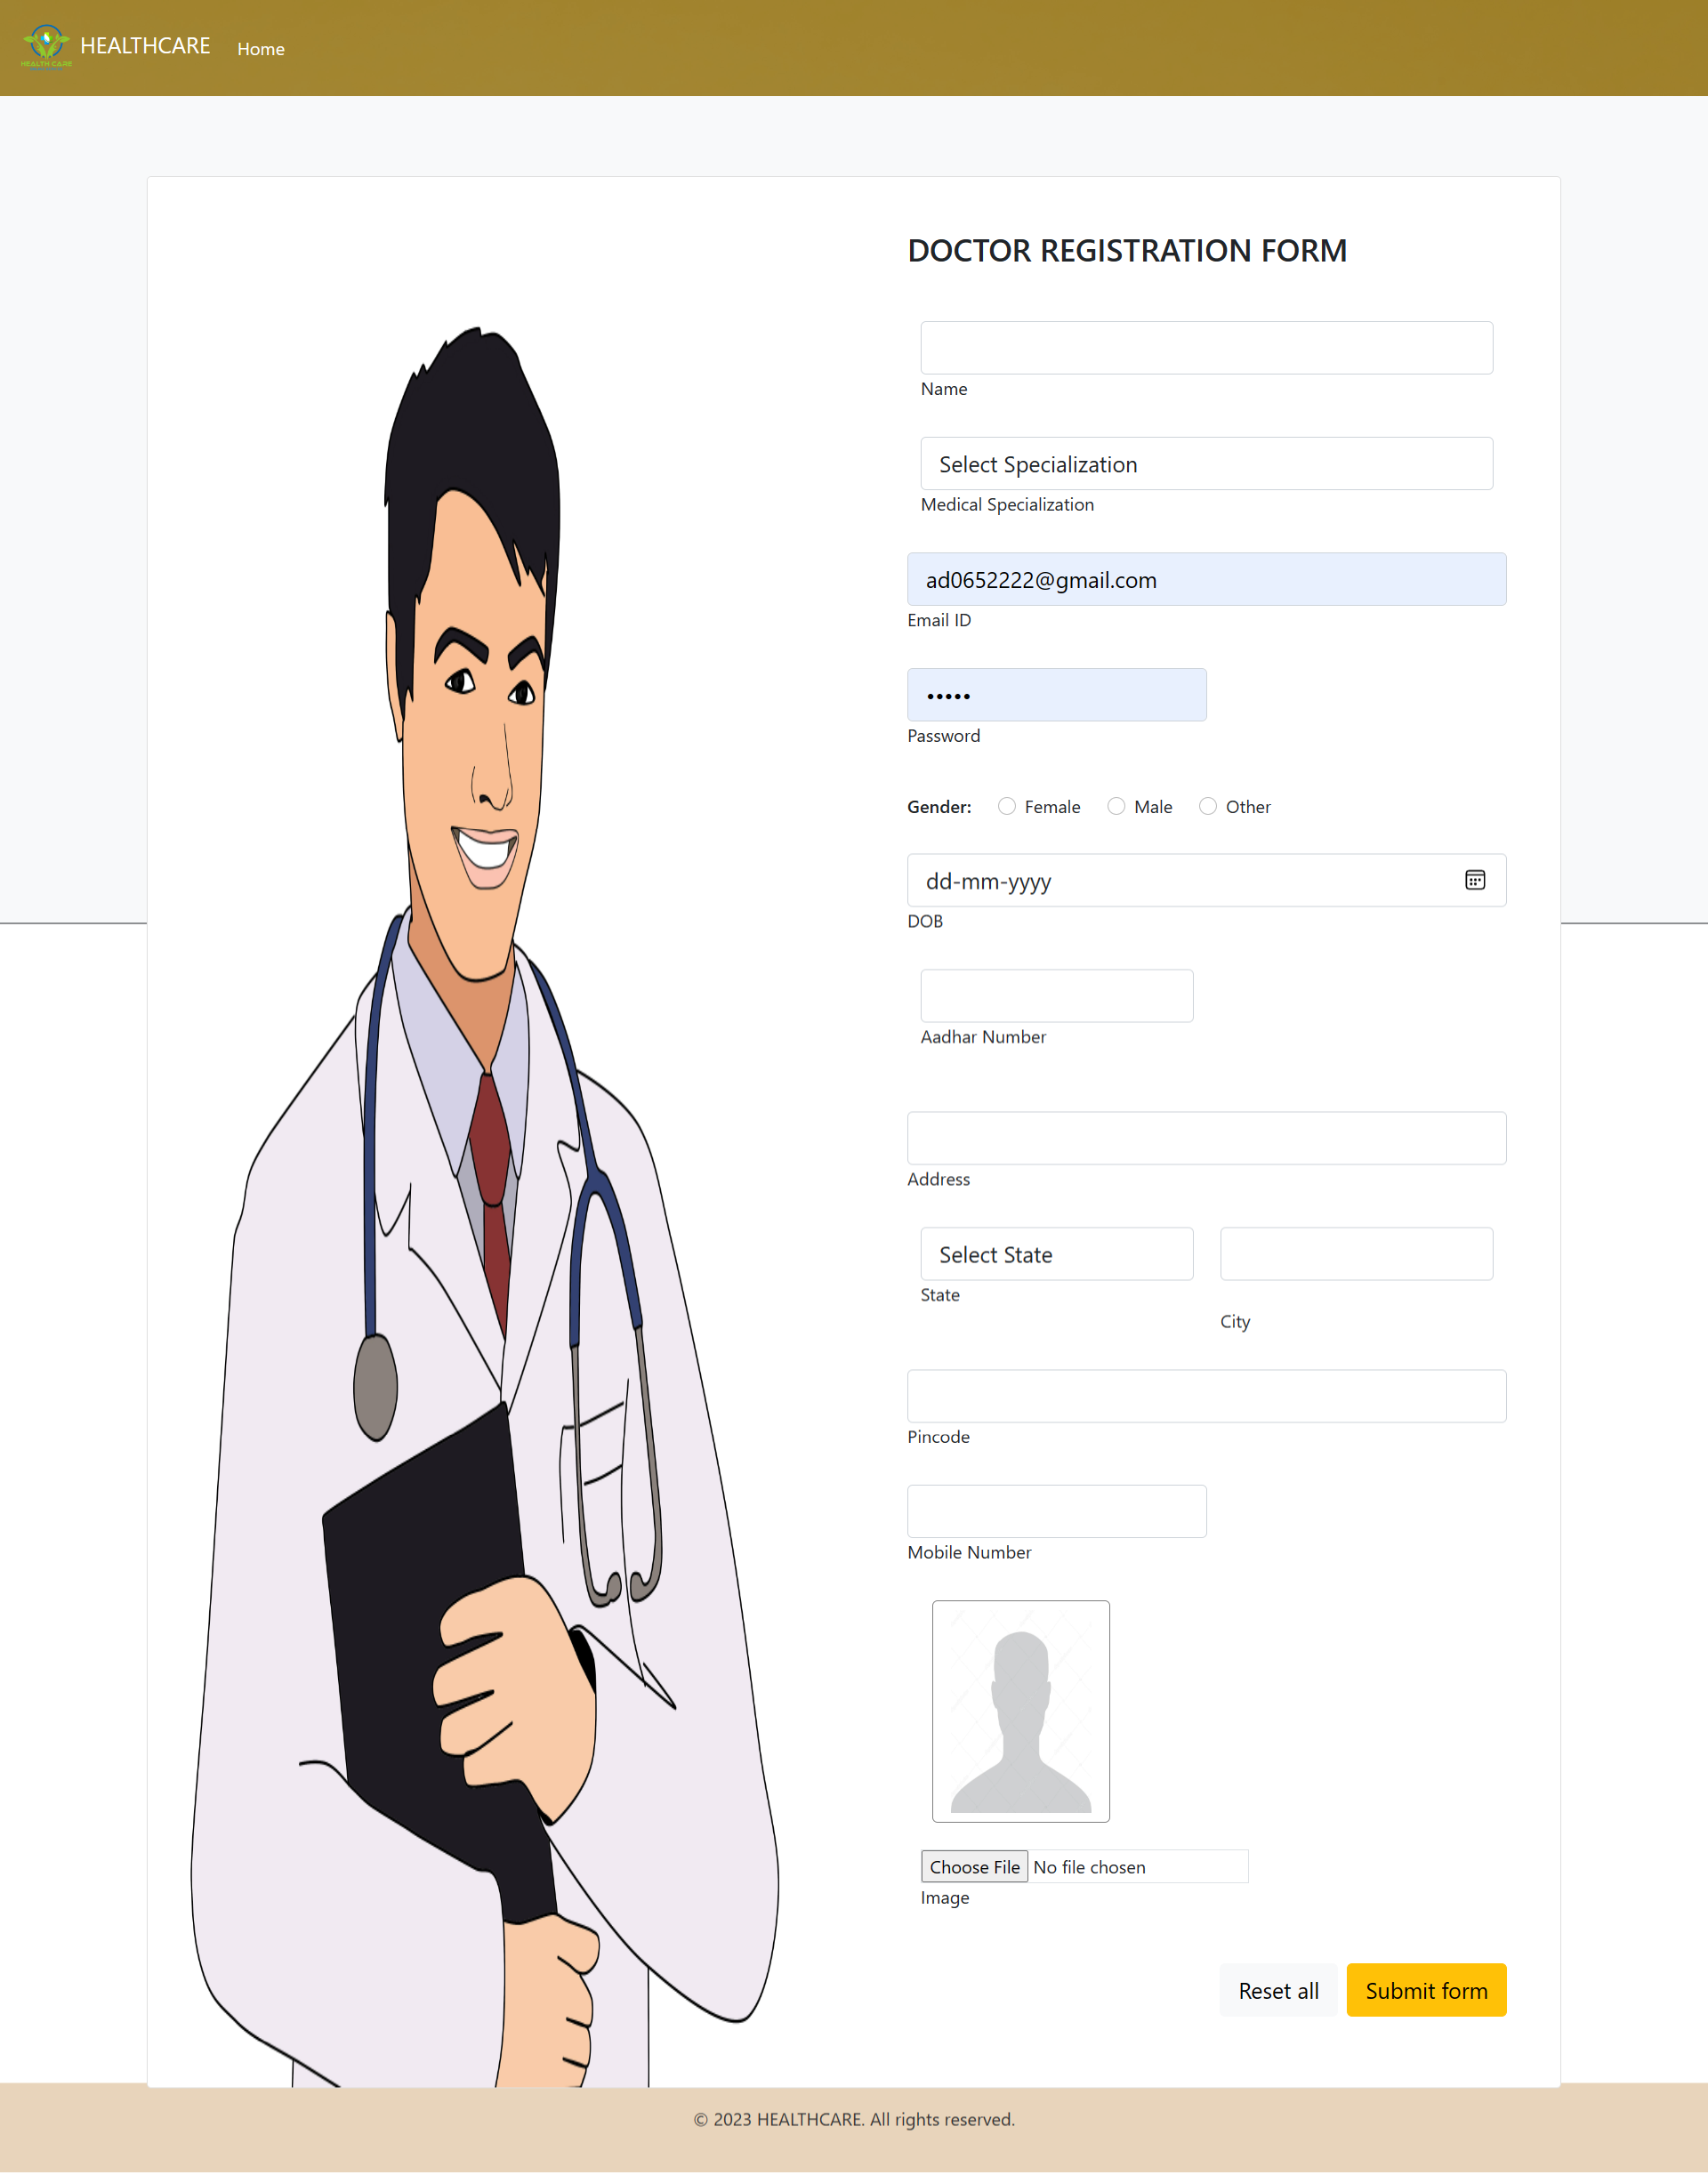 HEALTH CARE
HEALTHCARE
Home
DOCTOR REGISTRATION FORM
Name
Select Specialization
Medical Specialization
ad0652222@gmail.com
Email ID
•••••
Password
Gender: Female Male Other
dd-mm-yyyy
DOB
Aadhar Number
Address
Select State
State
City
Pincode
Mobile Number
Choose File No file chosen
Image
Reset all Submit form
© 2023 HEALTHCARE. All rights reserved.